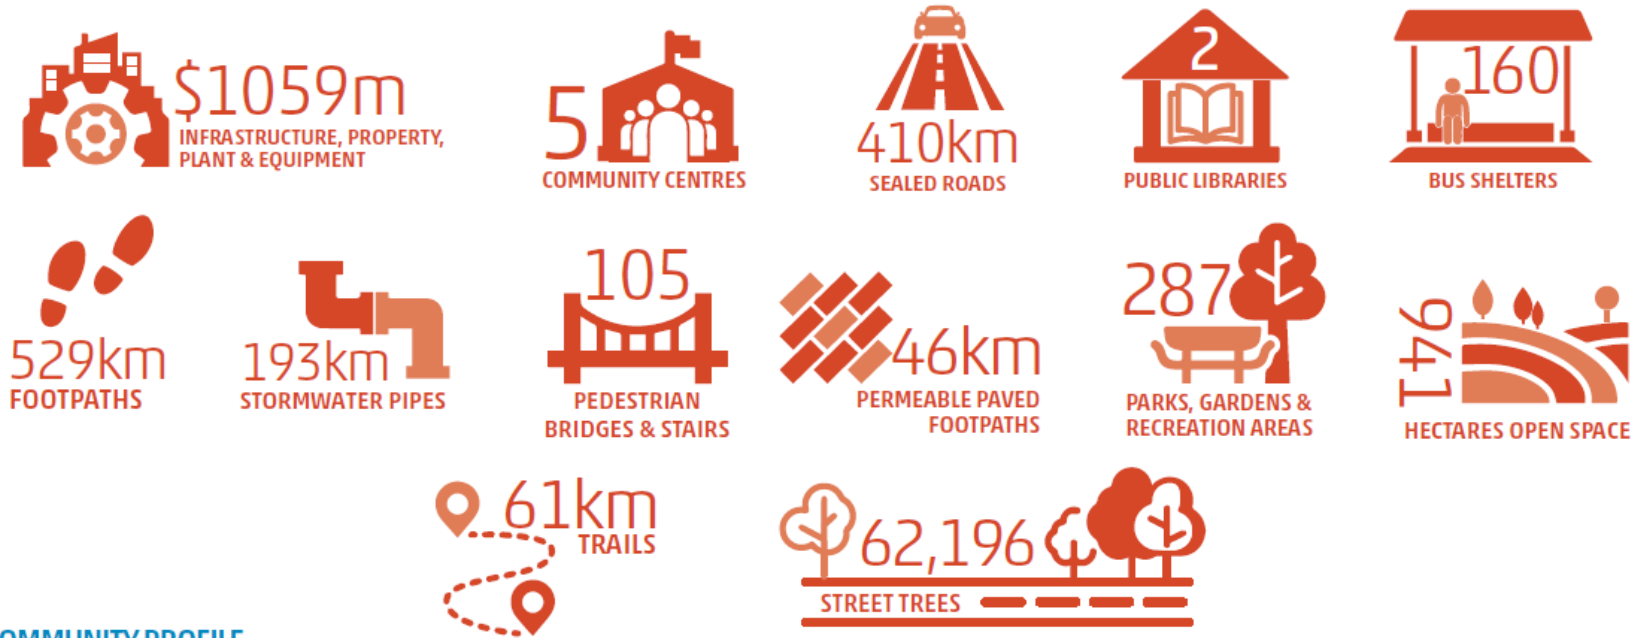 $1059m
INFRASTRUCTURE, PROPERTY,
PLANT & EQUIPMENT
5
COMMUNITY CENTRES
410km
SEALED ROADS
2
PUBLIC LIBRARIES
160
BUS SHELTERS
529km
FOOTPATHS
193km
STORMWATER PIPES
105
PEDESTRIAN
BRIDGES & STAIRS
46km
PERMEABLE PAVED
FOOTPATHS
287
PARKS, GARDENS &
RECREATION AREAS
941
HECTARES OPEN SPACE
61km
TRAILS
62,196
STREET TREES
OMMUNITY PROFILE